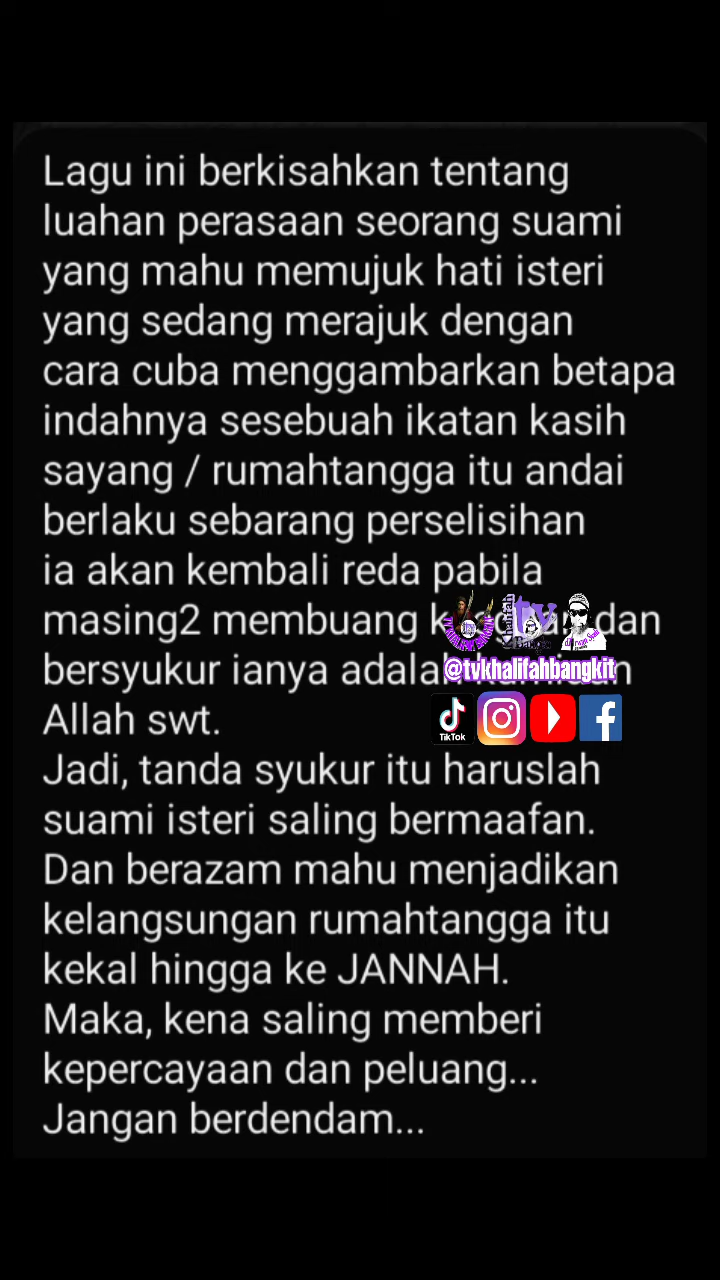 Lagu ini berkisahkan tentang
luahan perasaan seorang suami
yang mahu memujuk hati isteri
yang sedang merajuk dengan
cara cuba menggambarkan betapa
indahnya sesebuah ikatan kasih
sayang / rumahtangga itu andai
berlaku sebarang perselisihan
ia akan kembali reda pabila
masing2 membuang dan
bersyukur ianya
Allah swt.
Jadi, tanda syukur itu haruslah
suami isteri saling bermaafan.
Dan berazam mahu menjadikan
kelangsungan rumahtangga itu
kekal hingga ke JANNAH.
Maka, kena saling memberi
kepercayaan dan peluang...
Jangan berdendam...
tv
@tvkhalifahbangkit
TikTok